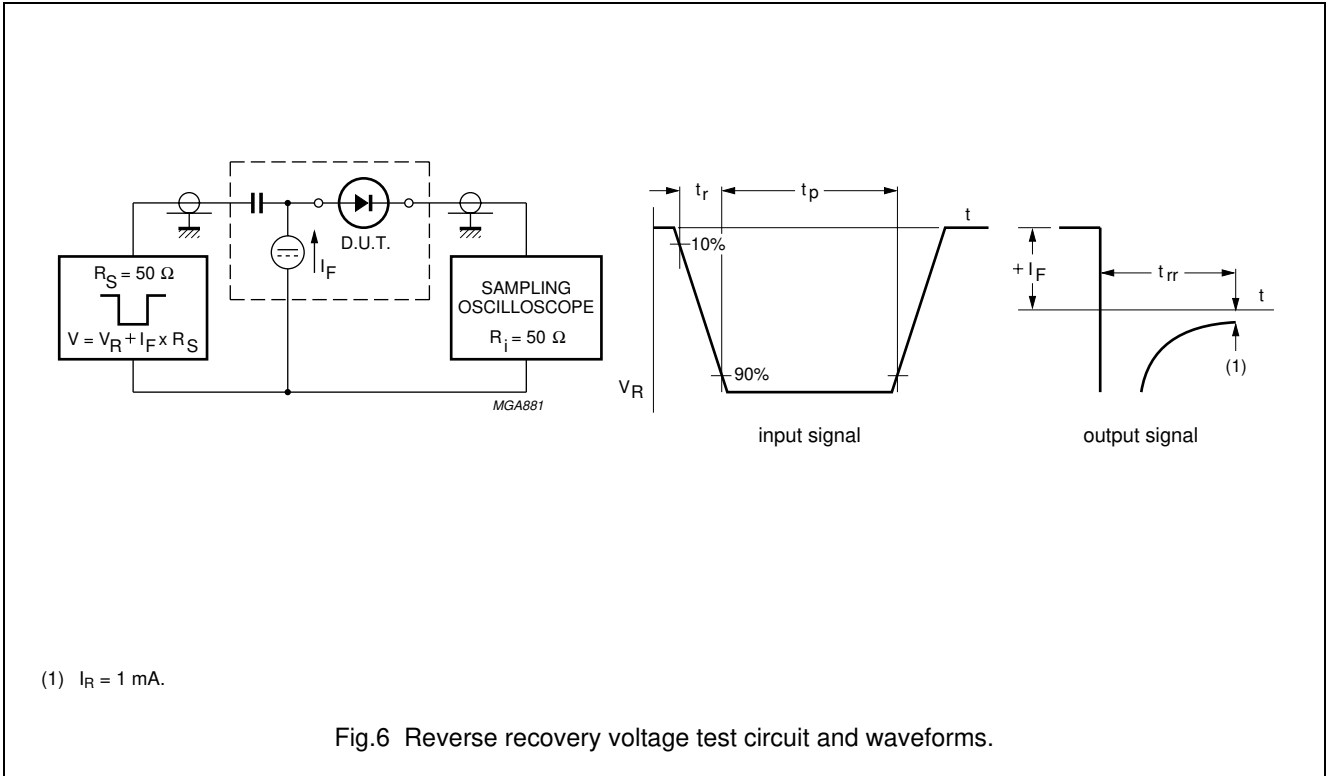 D.U.T.
I_F
R_S = 50 Ω
V = V_R + I_F x R_S
SAMPLING
OSCILLOSCOPE
R_i = 50 Ω
MGA881
t_r
t_p
t
10%
90%
V_R
input signal
+ I_F
t_rr
t
(1)
output signal
(1) I_R = 1 mA.
Fig.6 Reverse recovery voltage test circuit and waveforms.